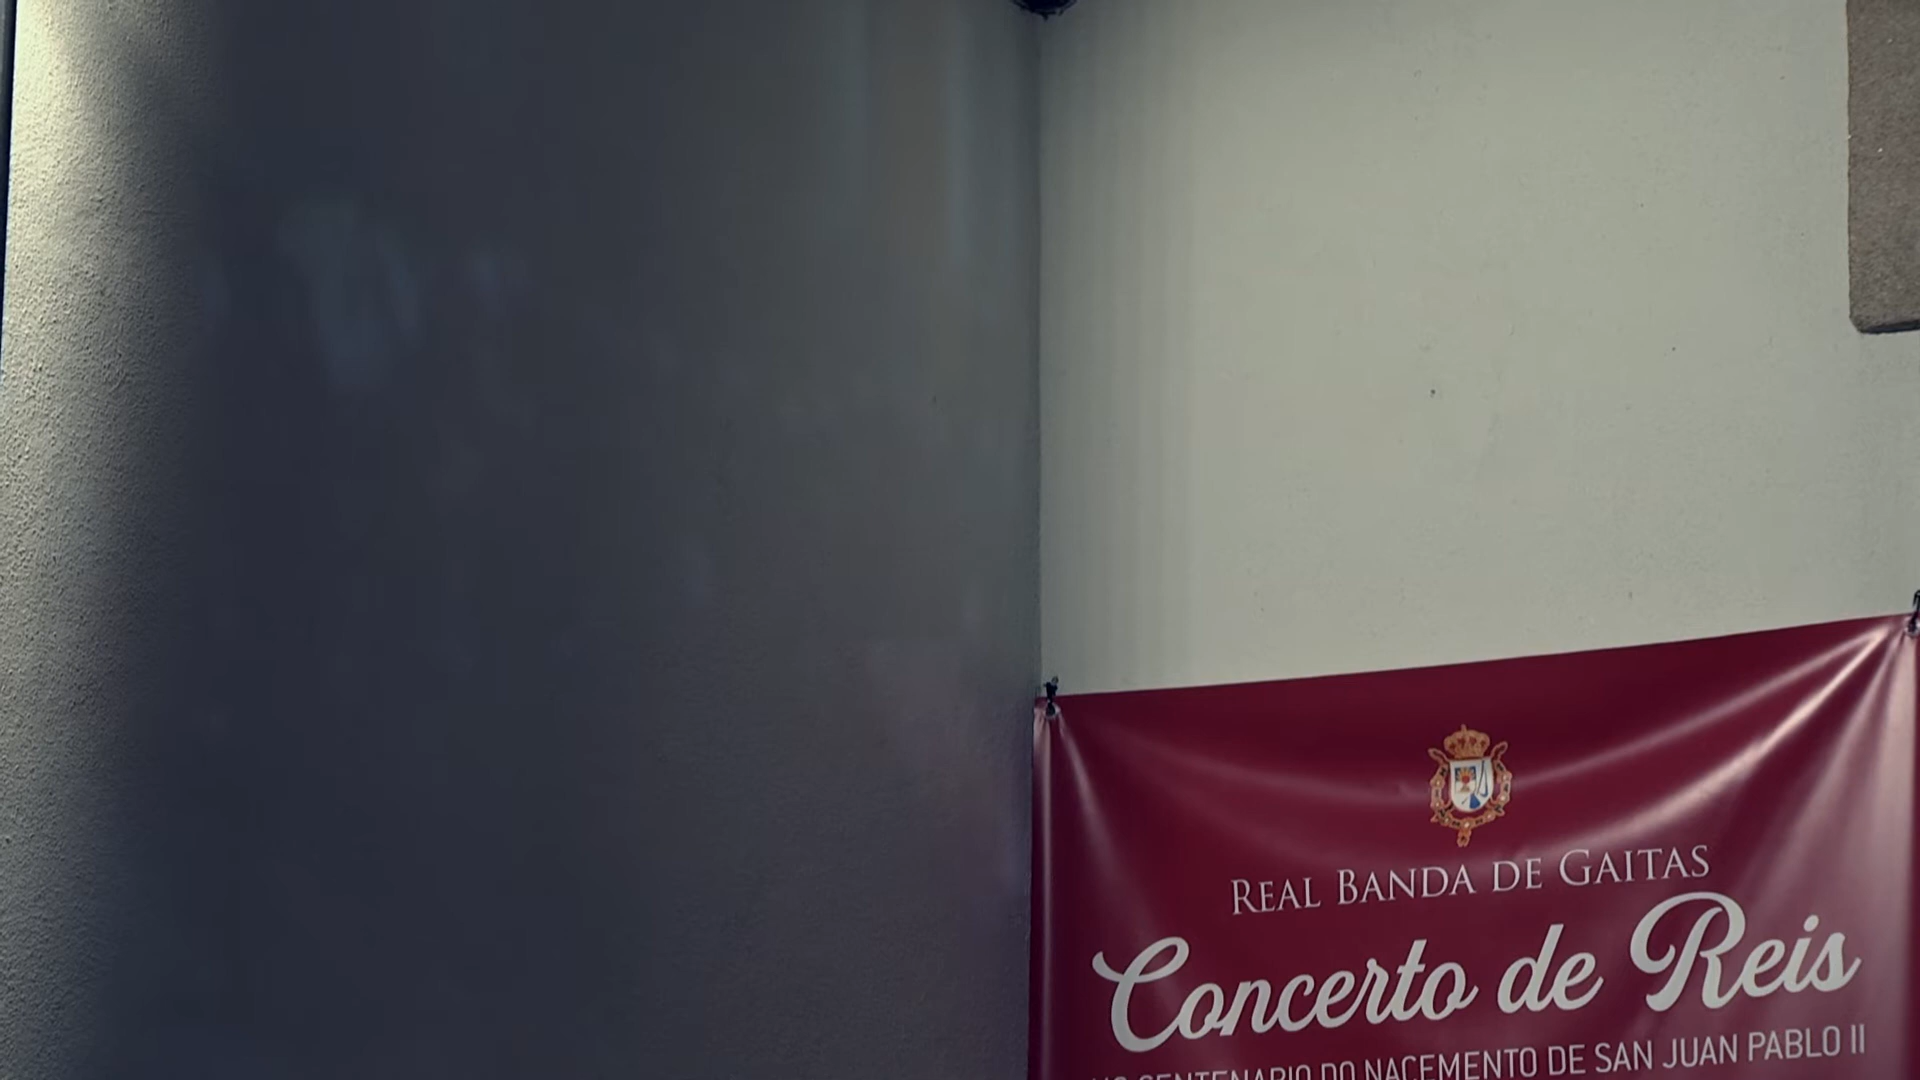 REAL BANDA DE GAITAS
Concerto de Reis
CENTENARIO DO NACEMENTO DE SAN JUAN PABLO II